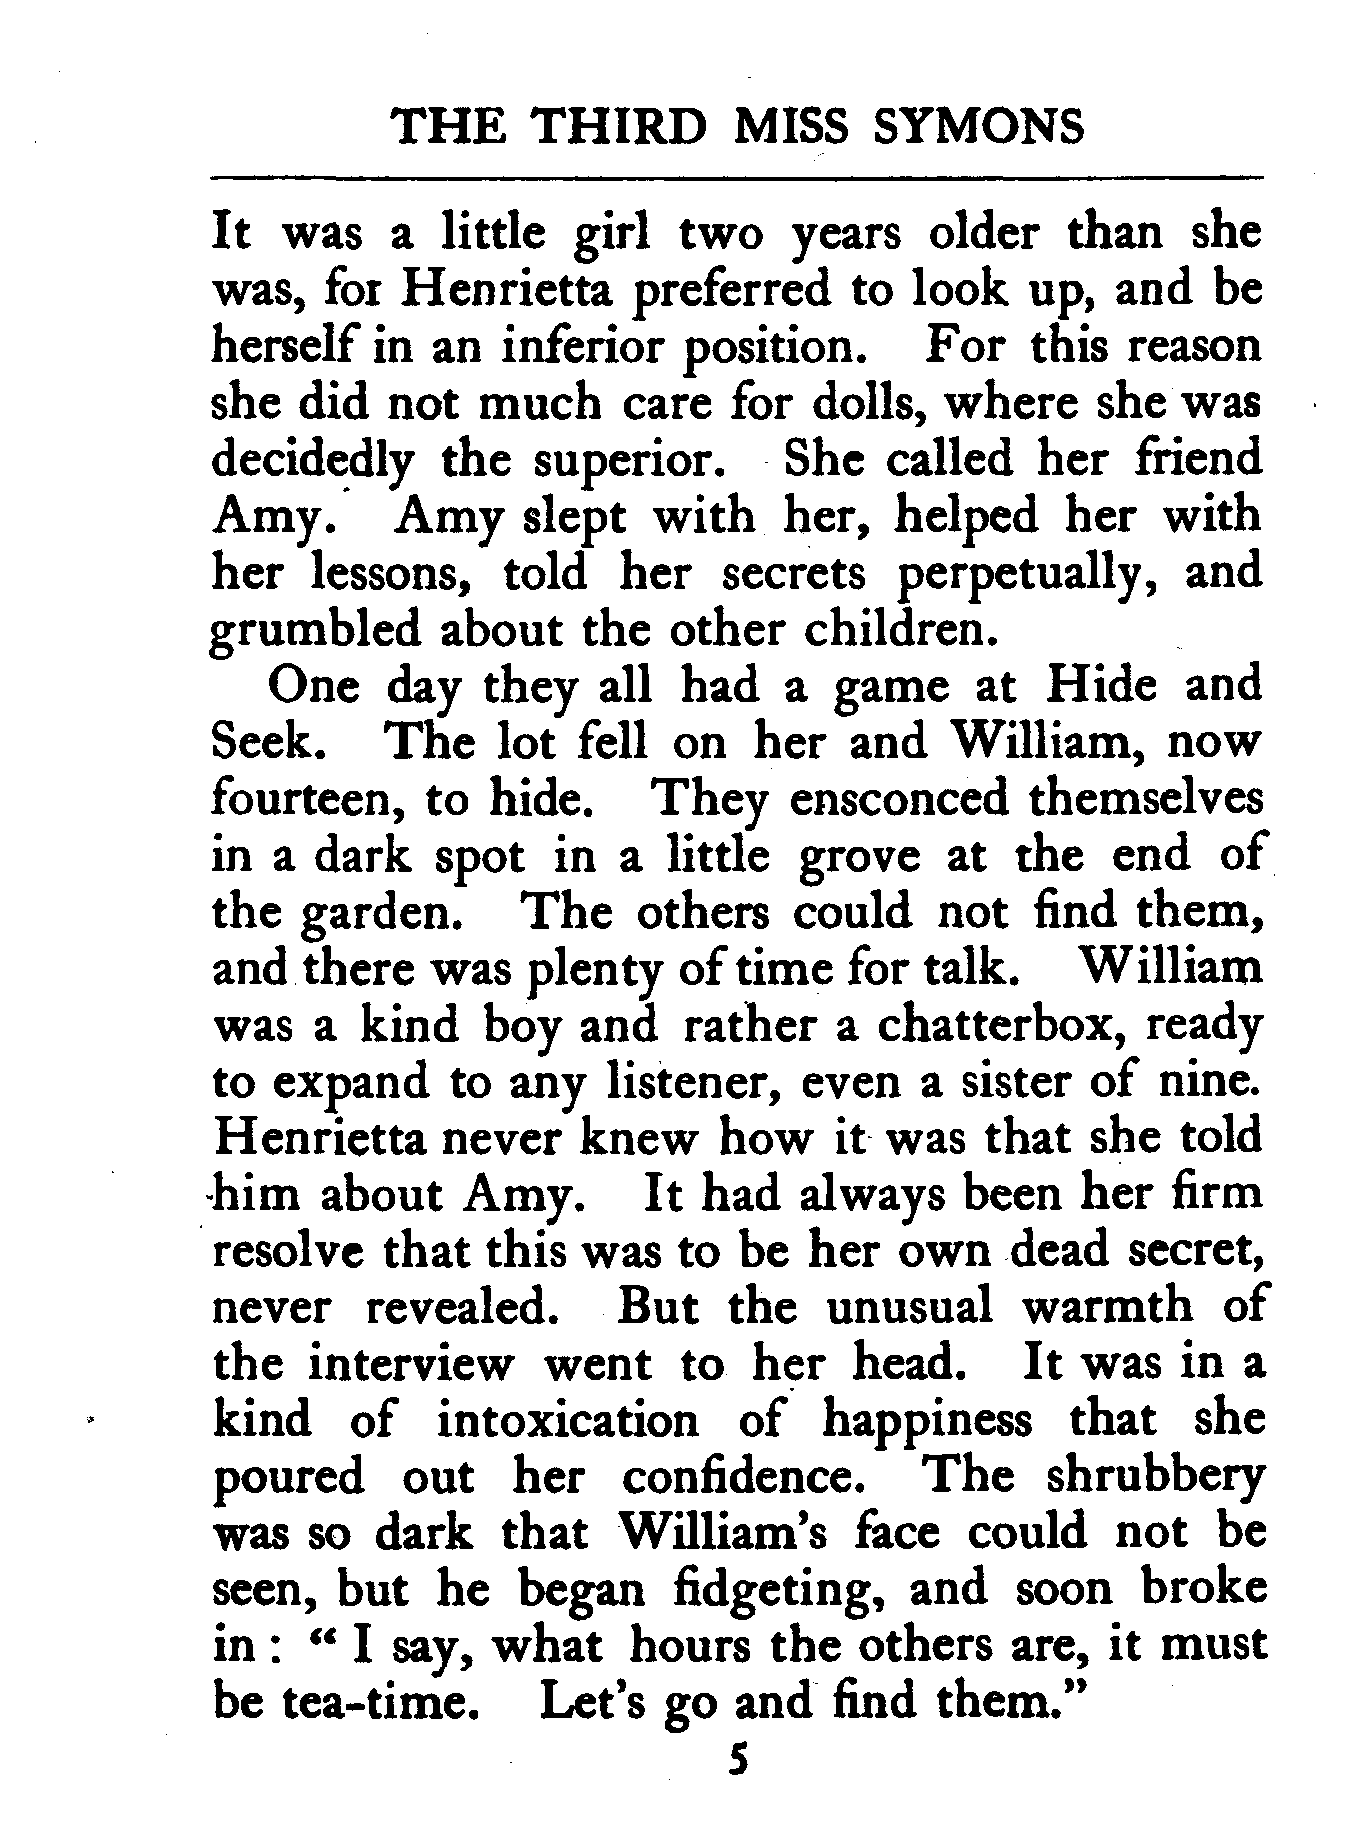 THE THIRD MISS SYMONS
It was a little girl two years older than she
was, for Henrietta preferred to look up, and be
herself in an inferior position. For this reason
she did not much care for dolls, where she was
decidedly the superior. She called her friend
Amy. Amy slept with her, helped her with
her lessons, told her secrets perpetually, and
grumbled about the other children.
One day they all had a game at Hide and
Seek. The lot fell on her and William, now
fourteen, to hide. They ensconced themselves
in a dark spot in a little grove at the end of
the garden. The others could not find them,
and there was plenty of time for talk. William
was a kind boy and rather a chatterbox, ready
to expand to any listener, even a sister of nine.
Henrietta never knew how it was that she told
him about Amy. It had always been her firm
resolve that this was to be her own dead secret,
never revealed. But the unusual warmth of
the interview went to her head. It was in a
kind of intoxication of happiness that she
poured out her confidence. The shrubbery
was so dark that William's face could not be
seen, but he began fidgeting, and soon broke
in : “ I say, what hours the others are, it must
be tea-time. Let's go and find them.”
5